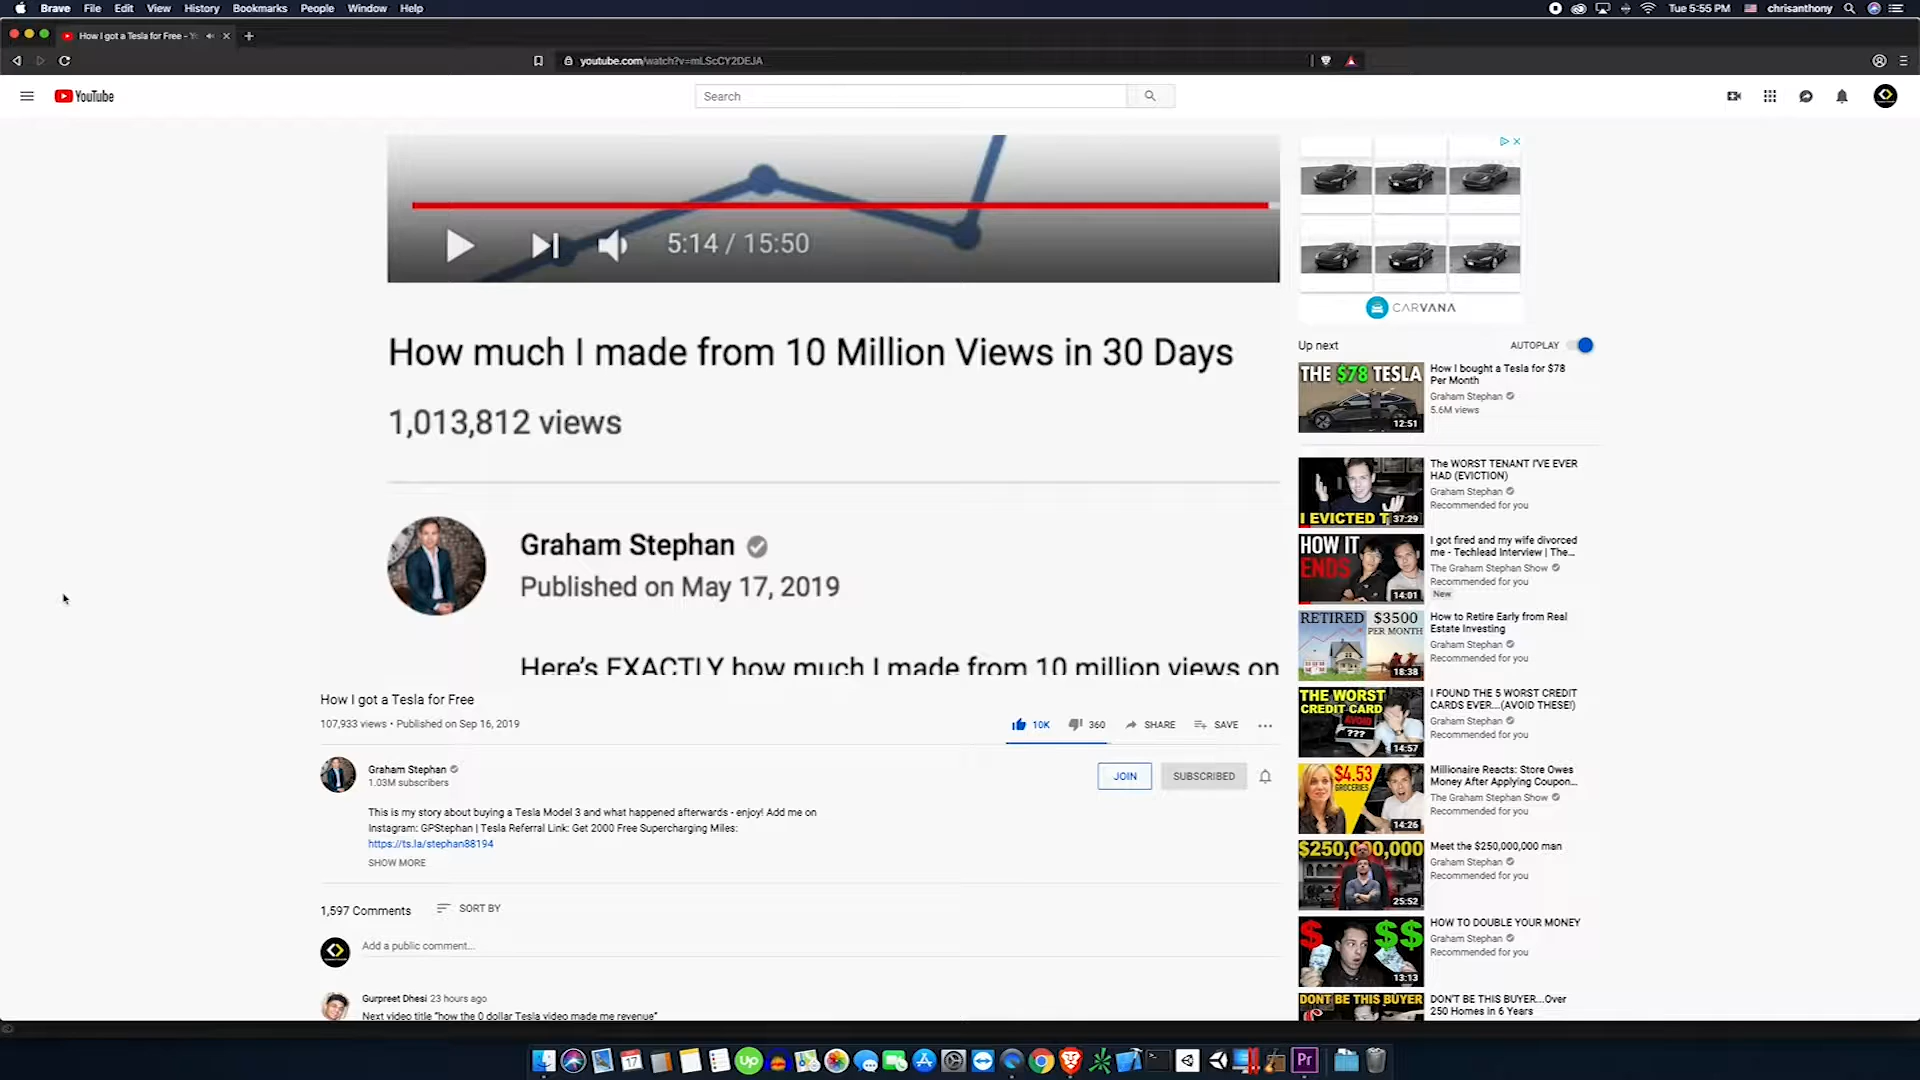 Brave File Edit View History Bookmarks People Window Help
Tue 5:55 PM chrisanthony
How I got a Tesla for Free -
youtube.com/watch?v=mLScCY2DEJA
YouTube
Search
5:14 / 15:50
How much I made from 10 Million Views in 30 Days
1,013,812 views
Graham Stephan
Published on May 17, 2019
Here's EXACTLY how much I made from 10 million views on
How I got a Tesla for Free
107,933 views • Published on Sep 16, 2019
10K 360 SHARE SAVE
Graham Stephan
1.03M subscribers
JOIN SUBSCRIBED
This is my story about buying a Tesla Model 3 and what happened afterwards - enjoy! Add me on
Instagram: GPStephan | Tesla Referral Link: Get 2000 Free Supercharging Miles:
https://ts.la/stephan88194
SHOW MORE
1,597 Comments SORT BY
Add a public comment...
Gurpreet Dhesi 23 hours ago
Next video title "how the 0 dollar Tesla video made me revenue"
CARVANA
Up next AUTOPLAY
THE $78 TESLA
12:51
How I bought a Tesla for $78
Per Month
Graham Stephan
5.6M views
I EVICTED T
37:29
The WORST TENANT I'VE EVER
HAD (EVICTION)
Graham Stephan
Recommended for you
HOW IT
ENDS
14:01
I got fired and my wife divorced
me - Techlead Interview | The...
The Graham Stephan Show
Recommended for you
New
RETIRED $3500
PER MONTH
18:38
How to Retire Early from Real
Estate Investing
Graham Stephan
Recommended for you
THE WORST
CREDIT CARD
AVOID
???
14:57
I FOUND THE 5 WORST CREDIT
CARDS EVER...(AVOID THESE!)
Graham Stephan
Recommended for you
$4.53
GROCERIES
14:26
Millionaire Reacts: Store Owes
Money After Applying Coupon...
The Graham Stephan Show
Recommended for you
$250,000,000
25:52
Meet the $250,000,000 man
Graham Stephan
Recommended for you
$ $$
13:13
HOW TO DOUBLE YOUR MONEY
Graham Stephan
Recommended for you
DONT BE THIS BUYER
DON'T BE THIS BUYER...Over
250 Homes in 6 Years
17
Up
Pr